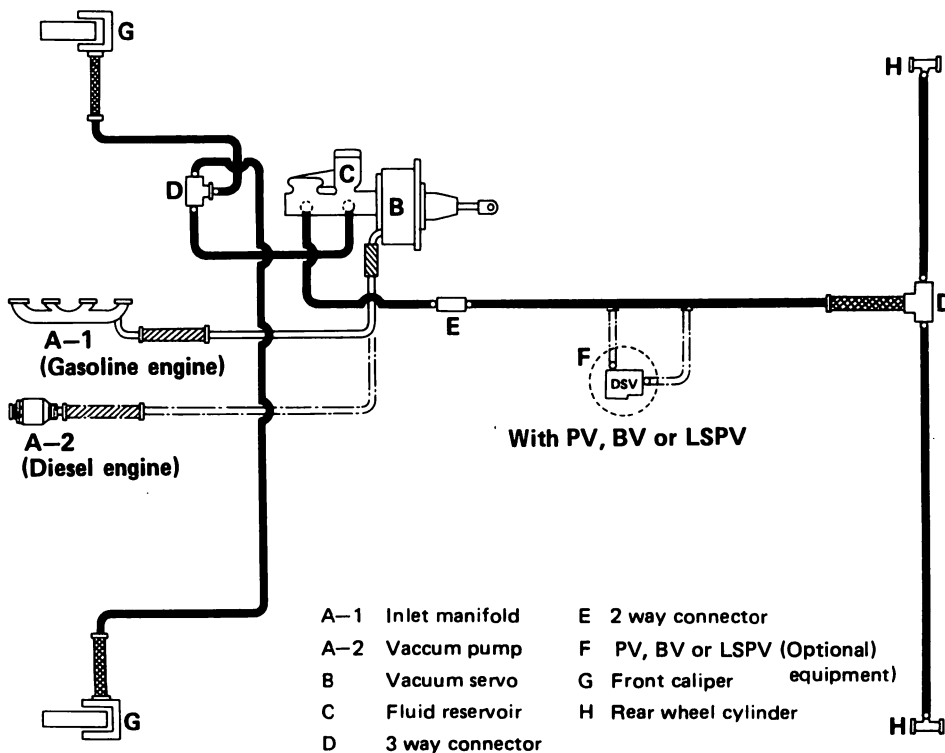 G
H
D
C
B
D
E
A–1
(Gasoline engine)
F
DSV
A–2
(Diesel engine)
With PV, BV or LSPV
A–1 Inlet manifold
A–2 Vaccum pump
B Vacuum servo
C Fluid reservoir
D 3 way connector
E 2 way connector
F PV, BV or LSPV (Optional equipment)
G Front caliper
H Rear wheel cylinder
G
H